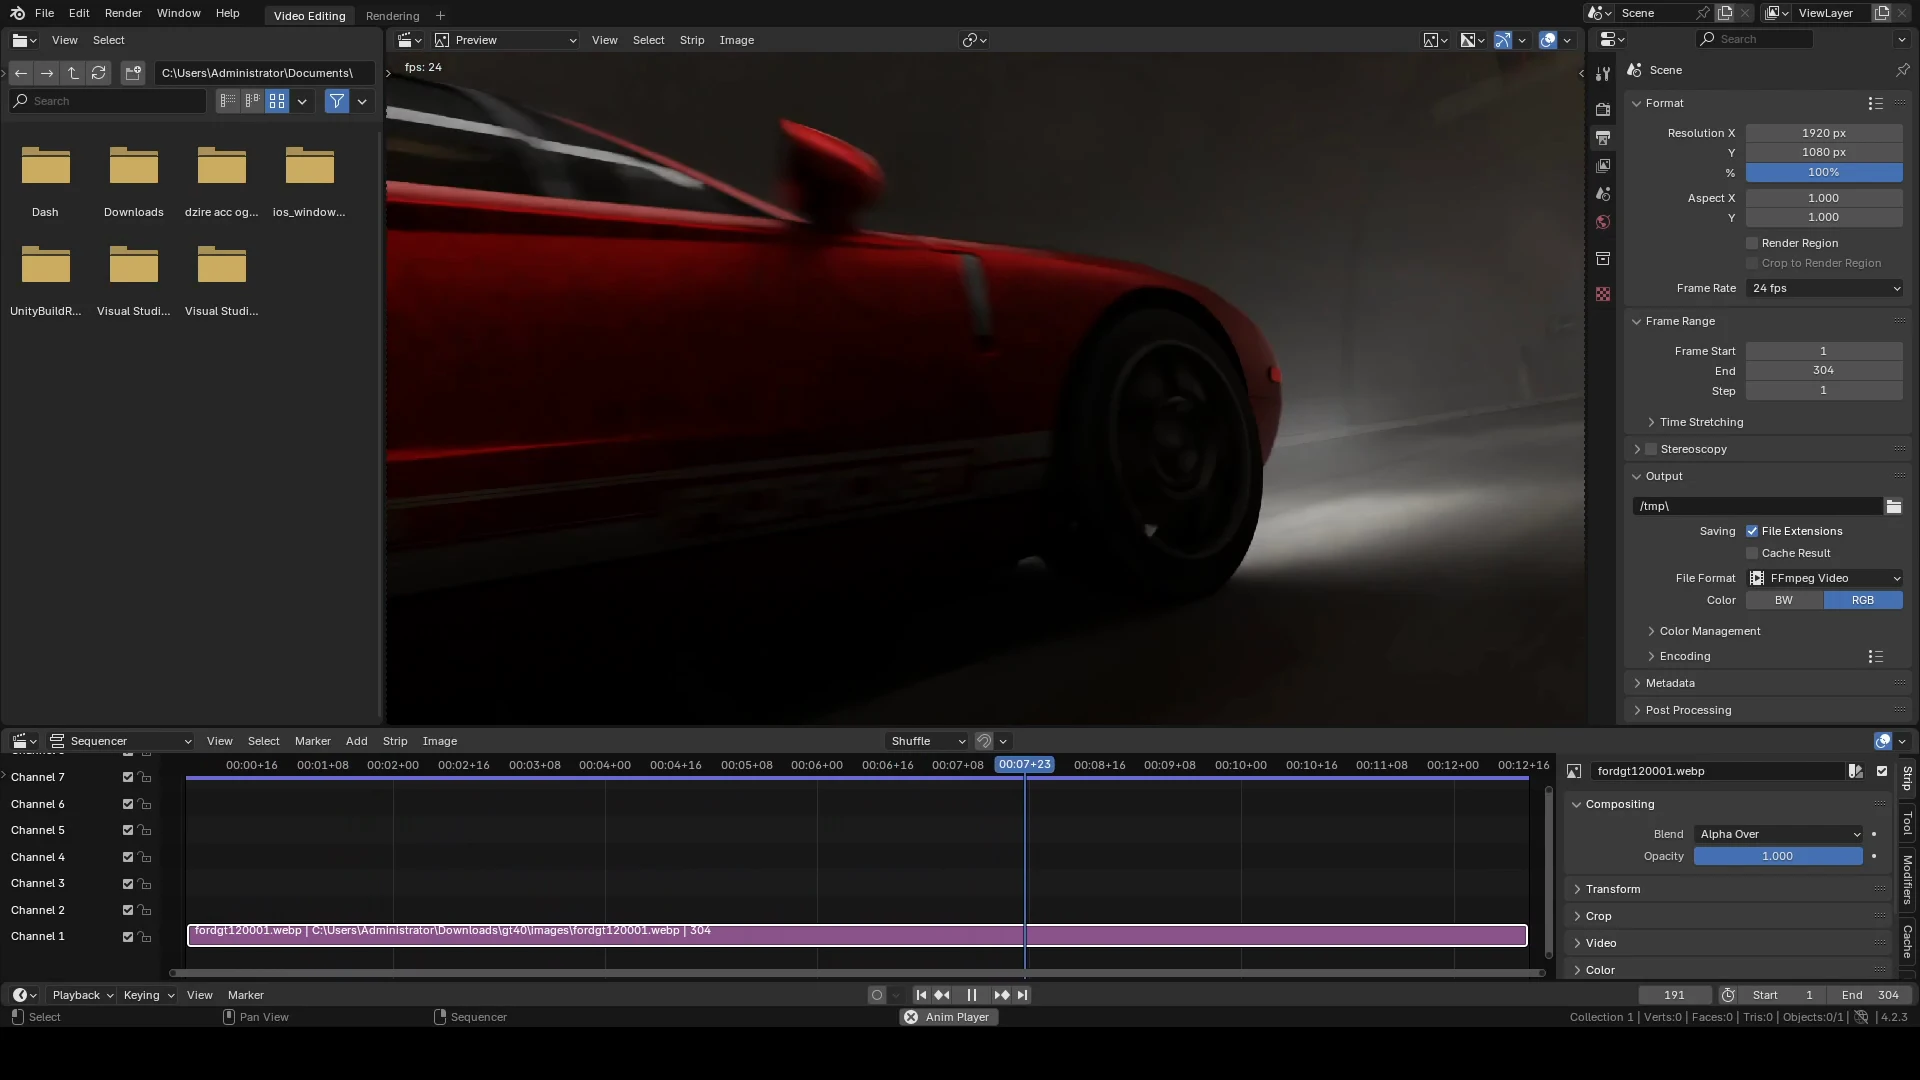 File Edit Render Window Help
Video Editing Rendering +
Scene
ViewLayer
View Select
Preview View Select Strip Image
Search
C:\Users\Administrator\Documents\
fps: 24
Scene
Search
Format
Resolution X 1920 px
Y 1080 px
% 100%
Dash Downloads dzire acc og... ios_window...
Aspect X 1.000
Y 1.000
Render Region
Crop to Render Region
Frame Rate 24 fps
UnityBuildR... Visual Studi... Visual Studi...
Frame Range
Frame Start 1
End 304
Step 1
Time Stretching
Stereoscopy
Output
/tmp\
Saving File Extensions
Cache Result
File Format FFmpeg Video
Color BW RGB
Color Management
Encoding
Metadata
Post Processing
Sequencer View Select Marker Add Strip Image Shuffle
00:00+16 00:01+08 00:02+00 00:02+16 00:03+08 00:04+00 00:04+16 00:05+08 00:06+00 00:06+16 00:07+08 00:07+23 00:08+16 00:09+08 00:10+00 00:10+16 00:11+08 00:12+00 00:12+16
fordgt120001.webp
Channel 7
Channel 6
Channel 5
Channel 4
Channel 3
Channel 2
Channel 1
fordgt120001.webp | C:\Users\Administrator\Downloads\gt40\images\fordgt120001.webp | 304
Compositing
Blend Alpha Over
Opacity 1.000
Transform
Crop
Video
Color
Strip
Tool
Modifiers
Cache
Playback Keying View Marker
191 Start 1 End 304
Select Pan View Sequencer Anim Player
Collection 1 | Verts:0 | Faces:0 | Tris:0 | Objects:0/1 | 4.2.3